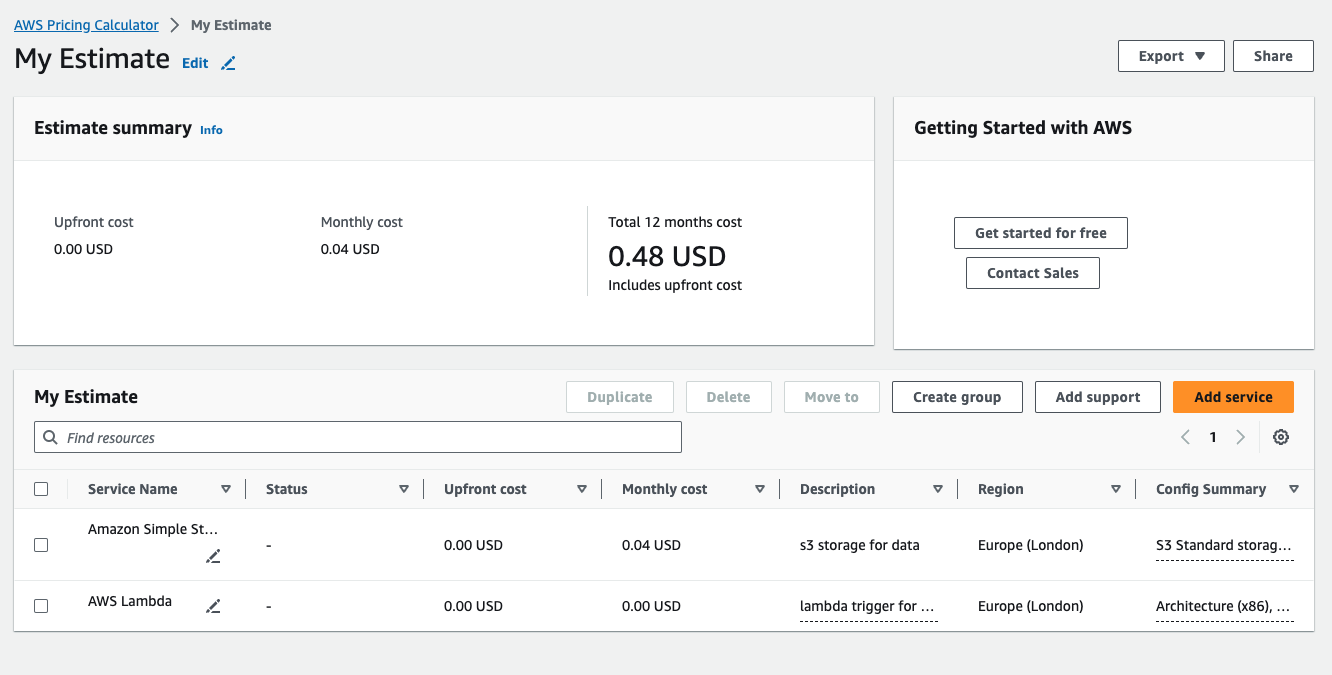 AWS Pricing Calculator > My Estimate
My Estimate Edit
Export Share
Estimate summary Info
Getting Started with AWS
Upfront cost Monthly cost Total 12 months cost
0.00 USD 0.04 USD 0.48 USD
Includes upfront cost
Get started for free
Contact Sales
My Estimate Duplicate Delete Move to Create group Add support Add service
Find resources 1
Service Name Status Upfront cost Monthly cost Description Region Config Summary
Amazon Simple St... - 0.00 USD 0.04 USD s3 storage for data Europe (London) S3 Standard storag...
AWS Lambda - 0.00 USD 0.00 USD lambda trigger for ... Europe (London) Architecture (x86), ...